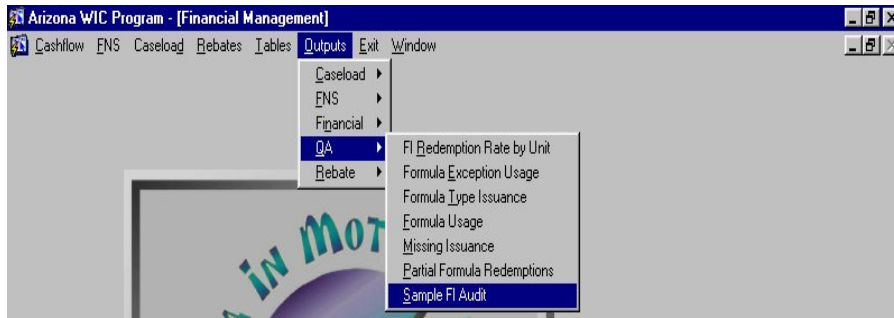 Arizona WIC Program - [Financial Management]
Cashflow FNS Caseload Rebates Tables Outputs Exit Window
Caseload
FNS
Financial
QA
Rebate
FI Redemption Rate by Unit
Formula Exception Usage
Formula Type Issuance
Formula Usage
Missing Issuance
Partial Formula Redemptions
Sample FI Audit
IN MOT